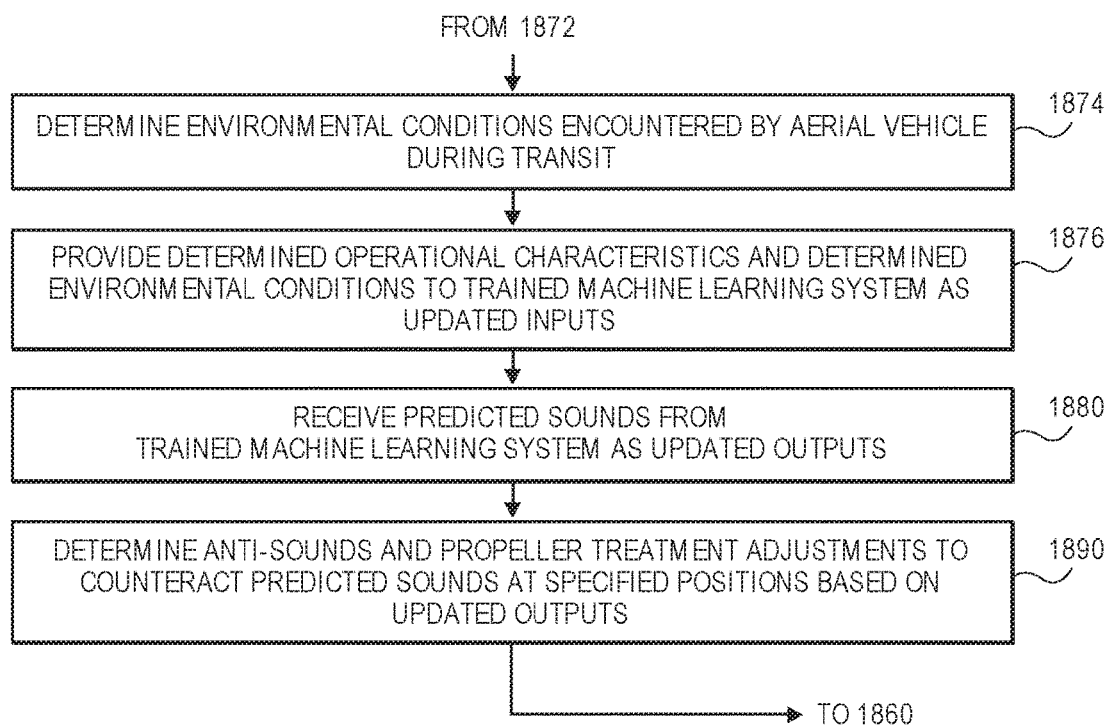 FROM 1872
1874
DETERMINE ENVIRONMENTAL CONDITIONS ENCOUNTERED BY AERIAL VEHICLE
DURING TRANSIT
1876
PROVIDE DETERMINED OPERATIONAL CHARACTERISTICS AND DETERMINED
ENVIRONMENTAL CONDITIONS TO TRAINED MACHINE LEARNING SYSTEM AS
UPDATED INPUTS
1880
RECEIVE PREDICTED SOUNDS FROM
TRAINED MACHINE LEARNING SYSTEM AS UPDATED OUTPUTS
1890
DETERMINE ANTI-SOUNDS AND PROPELLER TREATMENT ADJUSTMENTS TO
COUNTERACT PREDICTED SOUNDS AT SPECIFIED POSITIONS BASED ON
UPDATED OUTPUTS
TO 1860